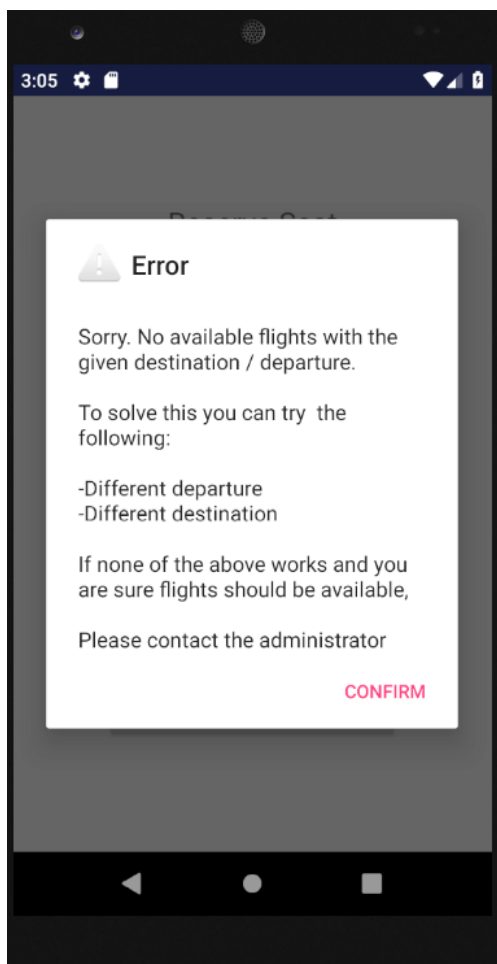 3:05
Reserve Seat
Error
Sorry. No available flights with the
given destination / departure.
To solve this you can try  the
following:
-Different departure
-Different destination
If none of the above works and you
are sure flights should be available,
Please contact the administrator
CONFIRM